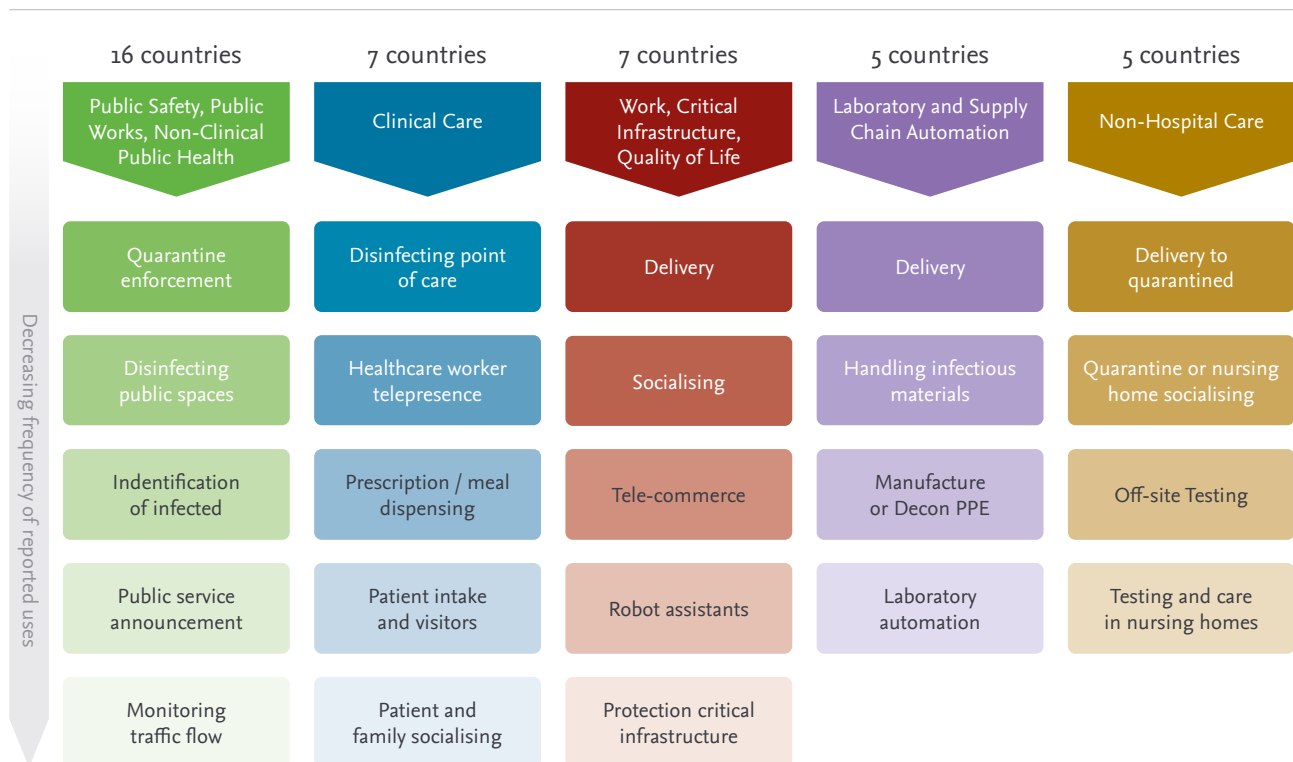 16 countries
7 countries
7 countries
5 countries
5 countries
Public Safety, Public
Works, Non-Clinical
Public Health
Clinical Care
Work, Critical
Infrastructure,
Quality of Life
Laboratory and Supply
Chain Automation
Non-Hospital Care
Decreasing frequency of reported uses
Quarantine
enforcement
Disinfecting point
of care
Delivery
Delivery
Delivery to
quarantined
Disinfecting
public spaces
Healthcare worker
telepresence
Socialising
Handling infectious
materials
Quarantine or nursing
home socialising
Indentification
of infected
Prescription / meal
dispensing
Tele-commerce
Manufacture
or Decon PPE
Off-site Testing
Public service
announcement
Patient intake
and visitors
Robot assistants
Laboratory
automation
Testing and care
in nursing homes
Monitoring
traffic flow
Patient and
family socialising
Protection critical
infrastructure